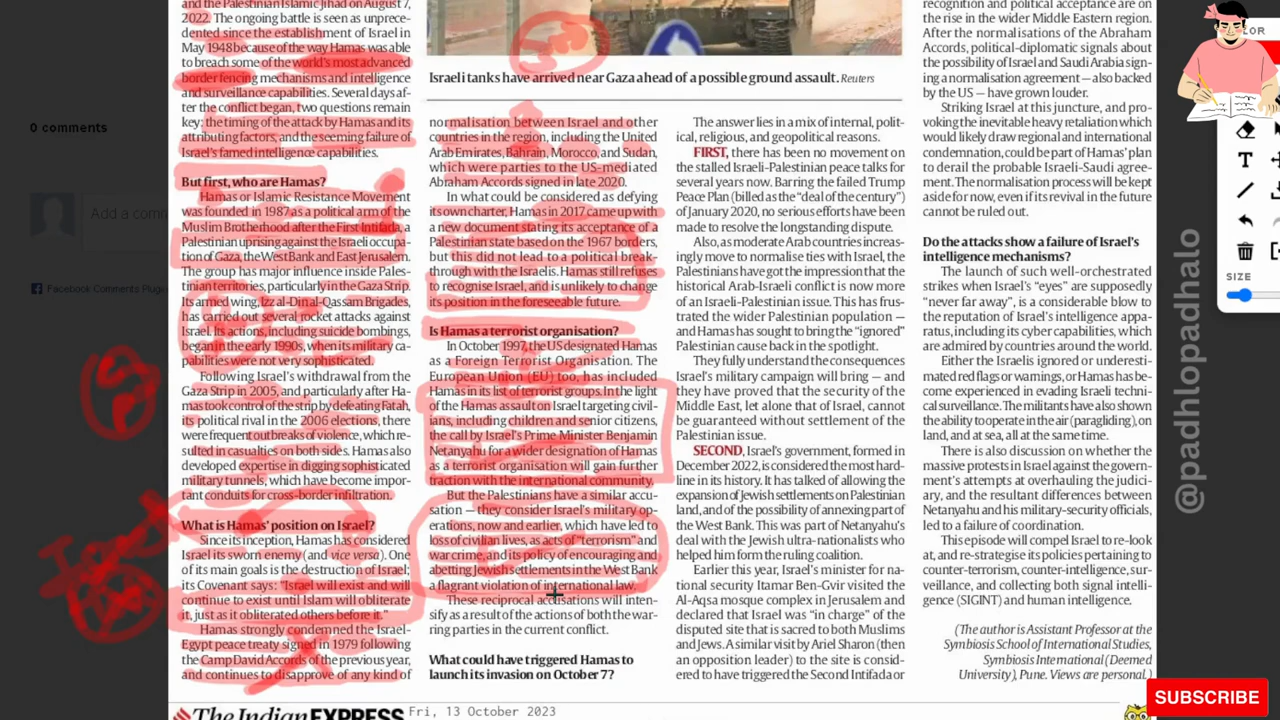 and the Palestinian Islamic Jihad on August 7,
2022. The ongoing battle is seen as unprece-
dented since the establishment of Israel in
May 1948 because of the way Hamas was able
to breach some of the world's most advanced
border fencing mechanisms and intelligence
and surveillance capabilities. Several days af-
ter the conflict began, two questions remain
key: the timing of the attack by Hamas and its
attributing factors, and the seeming failure of
Israel's famed intelligence capabilities.
But first, who are Hamas?
Hamas or Islamic Resistance Movement
was founded in 1987 as a political arm of the
Muslim Brotherhood after the First Intifada, a
Palestinian uprising against the Israeli occupa-
tion of Gaza, the West Bank and East Jerusalem.
The group has major influence inside Pales-
tinian territories, particularly in the Gaza Strip.
Its armed wing, Izz al-Din al-Qassam Brigades,
has carried out several rocket attacks against
Israel. Its actions, including suicide bombings,
began in the early 1990s, when its military ca-
pabilities were not very sophisticated.
Following Israel's withdrawal from the
Gaza Strip in 2005, and particularly after Ha-
mas took control of the strip by defeating Fatah,
its political rival in the 2006 elections, there
were frequent outbreaks of violence, which re-
sulted in casualties on both sides. Hamas also
developed expertise in digging sophisticated
military tunnels, which have become impor-
tant conduits for cross-border infiltration.
What is Hamas' position on Israel?
Since its inception, Hamas has considered
Israel its sworn enemy (and vice versa). One
of its main goals is the destruction of Israel;
its Covenant says: "Israel will exist and will
continue to exist until Islam will obliterate
it, just as it obliterated others before it."
Hamas strongly condemned the Israel-
Egypt peace treaty signed in 1979 following
the Camp David Accords of the previous year,
and continues to disapprove of any kind of
Israeli tanks have arrived near Gaza ahead of a possible ground assault. Reuters
normalisation between Israel and other
countries in the region, including the United
Arab Emirates, Bahrain, Morocco, and Sudan,
which were parties to the US-mediated
Abraham Accords signed in late 2020.
In what could be considered as defying
its own charter, Hamas in 2017 came up with
a new document stating its acceptance of a
Palestinian state based on the 1967 borders,
but this did not lead to a political break-
through with the Israelis. Hamas still refuses
to recognise Israel, and is unlikely to change
its position in the foreseeable future.
Is Hamas a terrorist organisation?
In October 1997, the US designated Hamas
as a Foreign Terrorist Organisation. The
European Union (EU) too, has included
Hamas in its list of terrorist groups. In the light
of the Hamas assault on Israel targeting civil-
ians, including children and senior citizens,
the call by Israel's Prime Minister Benjamin
Netanyahu for a wider designation of Hamas
as a terrorist organisation will gain further
traction with the international community.
But the Palestinians have a similar accu-
sation — they consider Israel's military op-
erations, now and earlier, which have led to
loss of civilian lives, as acts of "terrorism" and
war crime, and its policy of encouraging and
abetting Jewish settlements in the West Bank
a flagrant violation of international law.
These reciprocal accusations will inten-
sify as a result of the actions of both the war-
ring parties in the current conflict.
What could have triggered Hamas to
launch its invasion on October 7?
The answer lies in a mix of internal, polit-
ical, religious, and geopolitical reasons.
FIRST, there has been no movement on
the stalled Israeli-Palestinian peace talks for
several years now. Barring the failed Trump
Peace Plan (billed as the "deal of the century")
of January 2020, no serious efforts have been
made to resolve the longstanding dispute.
Also, as moderate Arab countries increas-
ingly move to normalise ties with Israel, the
Palestinians have got the impression that the
historical Arab-Israeli conflict is now more
of an Israeli-Palestinian issue. This has frus-
trated the wider Palestinian population —
and Hamas has sought to bring the "ignored"
Palestinian cause back in the spotlight.
They fully understand the consequences
Israel's military campaign will bring — and
they have proved that the security of the
Middle East, let alone that of Israel, cannot
be guaranteed without settlement of the
Palestinian issue.
SECOND, Israel's government, formed in
December 2022, is considered the most hard-
line in its history. It has talked of allowing the
expansion of Jewish settlements on Palestinian
land, and of the possibility of annexing part of
the West Bank. This was part of Netanyahu's
deal with the Jewish ultra-nationalists who
helped him form the ruling coalition.
Earlier this year, Israel's minister for na-
tional security Itamar Ben-Gvir visited the
Al-Aqsa mosque complex in Jerusalem and
declared that Israel was "in charge" of the
disputed site that is sacred to both Muslims
and Jews. A similar visit by Ariel Sharon (then
an opposition leader) to the site is consid-
ered to have triggered the Second Intifada or
recognition and political acceptance are on
the rise in the wider Middle Eastern region.
After the normalisations of the Abraham
Accords, political-diplomatic signals about
the possibility of Israel and Saudi Arabia sign-
ing a normalisation agreement — also backed
by the US — have grown louder.
Striking Israel at this juncture, and pro-
voking the inevitable heavy retaliation which
would likely draw regional and international
condemnation, could be part of Hamas' plan
to derail the probable Israeli-Saudi agree-
ment. The normalisation process will be kept
aside for now, even if its revival in the future
cannot be ruled out.
Do the attacks show a failure of Israel's
intelligence mechanisms?
The launch of such well-orchestrated
strikes when Israel's "eyes" are supposedly
"never far away", is a considerable blow to
the reputation of Israel's intelligence appa-
ratus, including its cyber capabilities, which
are admired by countries around the world.
Either the Israelis ignored or underesti-
mated red flags or warnings, or Hamas has be-
come experienced in evading Israeli techni-
cal surveillance. The militants have also shown
the ability to operate in the air (paragliding), on
land, and at sea, all at the same time.
There is also discussion on whether the
massive protests in Israel against the govern-
ment's attempts at overhauling the judici-
ary, and the resultant differences between
Netanyahu and his military-security officials,
led to a failure of coordination.
This episode will compel Israel to re-look
at, and re-strategise its policies pertaining to
counter-terrorism, counter-intelligence, sur-
veillance, and collecting both signal intelli-
gence (SIGINT) and human intelligence.
(The author is Assistant Professor at the
Symbiosis School of International Studies,
Symbiosis International (Deemed
University), Pune. Views are personal.)
The Indian EXPRESS
Fri, 13 October 2023
0 comments
Add a comm
Facebook Comments Plugi
@padhlopadhalo
LOR
T
SIZE
SUBSCRIBE